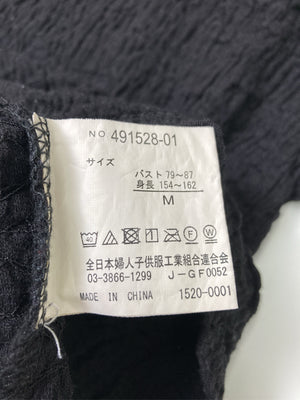 NO 491528-01
サイズ
バスト 79~87
身長 154~162
M
40 F W
全日本婦人子供服工業組合連合会
03-3866-1299 J-GF0052
MADE IN CHINA 1520-0001